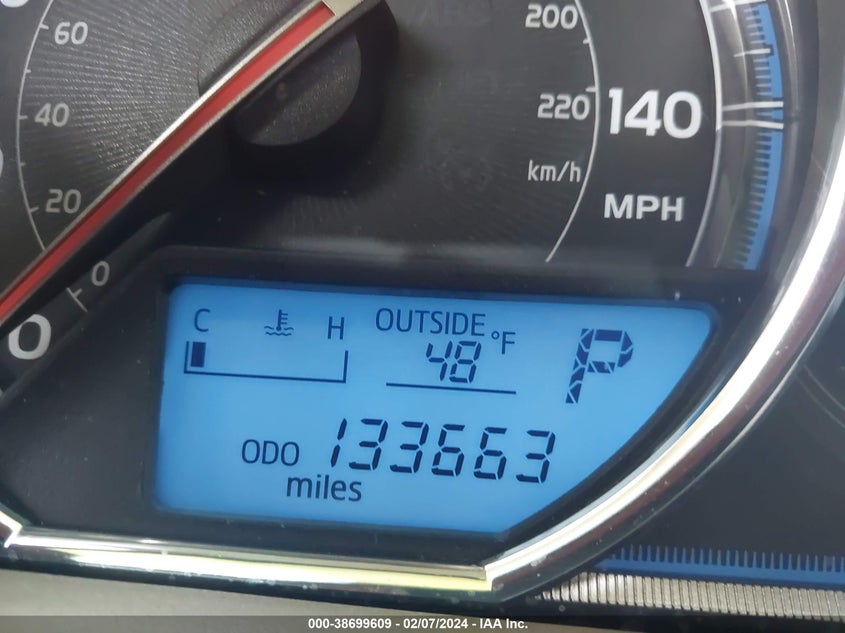 60
200
40
220
140
km/h
20
MPH
0
0
C
H
OUTSIDE
48 °F
P
ODO 133663
miles
000-38699609 - 02/07/2024 - IAA Inc.